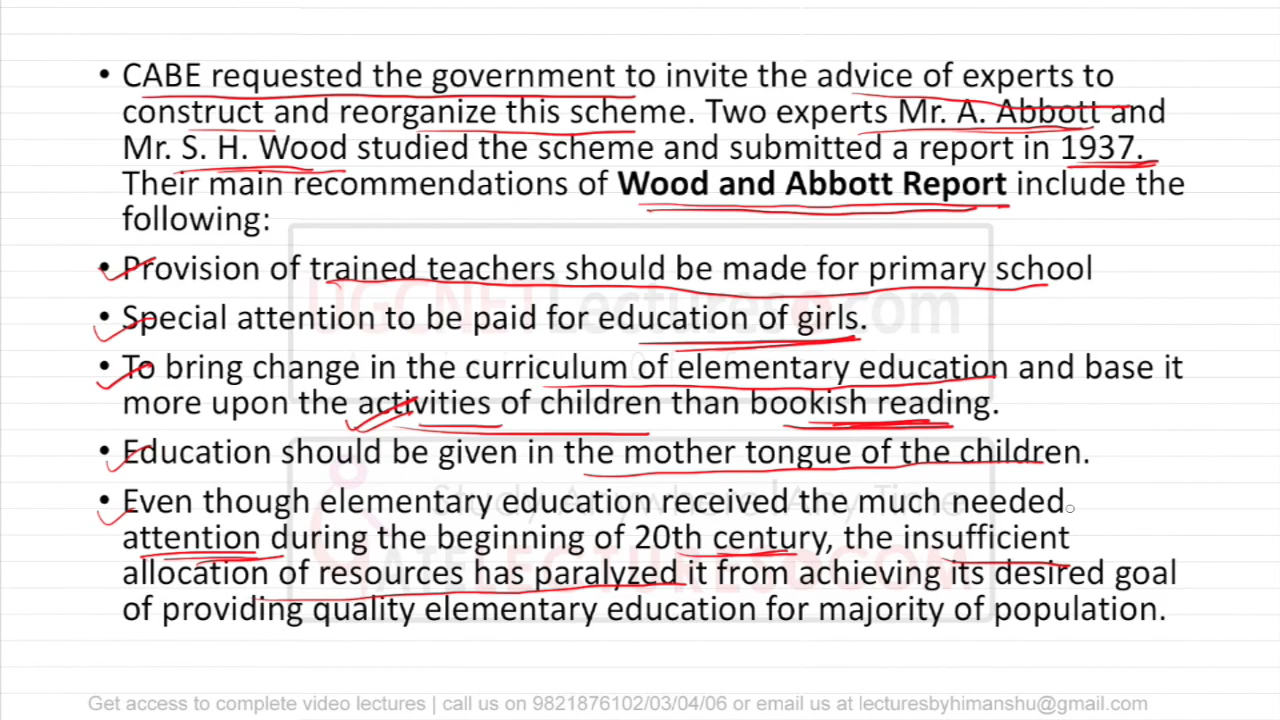 • CABE requested the government to invite the advice of experts to
construct and reorganize this scheme. Two experts Mr. A. Abbott and
Mr. S. H. Wood studied the scheme and submitted a report in 1937.
Their main recommendations of Wood and Abbott Report include the
following:
• Provision of trained teachers should be made for primary school
• Special attention to be paid for education of girls.
• To bring change in the curriculum of elementary education and base it
more upon the activities of children than bookish reading.
• Education should be given in the mother tongue of the children.
• Even though elementary education received the much needed
attention during the beginning of 20th century, the insufficient
allocation of resources has paralyzed it from achieving its desired goal
of providing quality elementary education for majority of population.
Study Anywhere Any Time
Get access to complete video lectures | call us on 9821876102/03/04/06 or email us at lecturesbyhimanshu@gmail.com